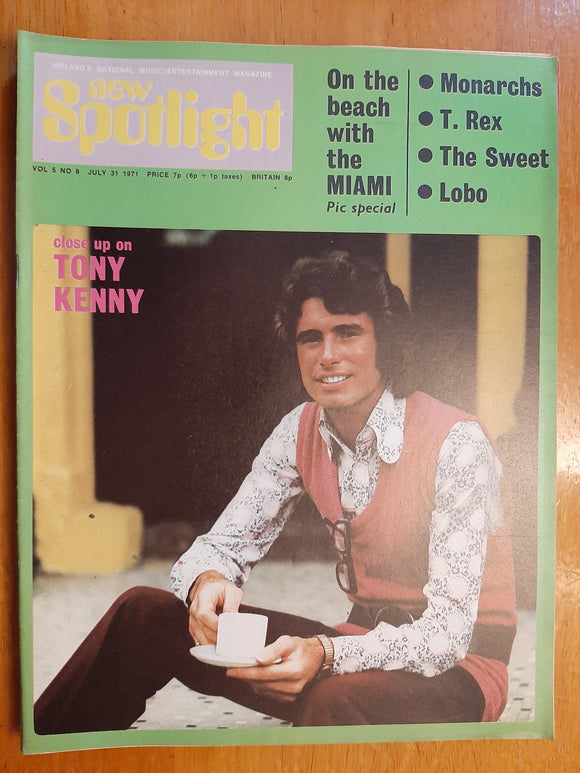 IRELAND'S NATIONAL MUSIC/ENTERTAINMENT MAGAZINE
new
Spotlight
VOL 5 NO 8 JULY 31 1971 PRICE 7p (6p + 1p taxes) BRITAIN 8p
On the
beach
with
the
MIAMI
Pic special
● Monarchs
● T. Rex
● The Sweet
● Lobo
close up on
TONY
KENNY